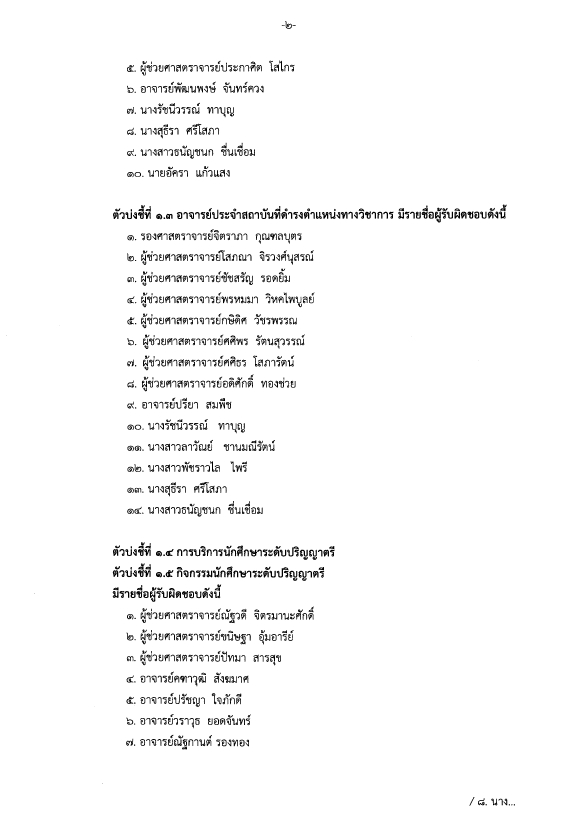 -๒-
๕. ผู้ช่วยศาสตราจารย์ประกาศิต โสไกร
๖. อาจารย์พัฒนพงษ์ จันทร์ควง
๗. นางรัชนีวรรณ์ ทาบุญ
๘. นางสุธีรา ศรีโสภา
๙. นางสาวธนัญชนก ชื่นเชื่อม
๑๐. นายอัครา แก้วแสง
ตัวบ่งชี้ที่ ๑.๓ อาจารย์ประจำสถาบันที่ดำรงตำแหน่งทางวิชาการ มีรายชื่อผู้รับผิดชอบดังนี้
๑. รองศาสตราจารย์จิตราภา กุณฑลบุตร
๒. ผู้ช่วยศาสตราจารย์โสภณา จิรวงศ์นุสรณ์
๓. ผู้ช่วยศาสตราจารย์ชัชสรัญ รอดยิ้ม
๔. ผู้ช่วยศาสตราจารย์พรหมมา วิหคไพบูลย์
๕. ผู้ช่วยศาสตราจารย์กษิดิศ วัชรพรรณ
๖. ผู้ช่วยศาสตราจารย์ศศิพร รัตนสุวรรณ์
๗. ผู้ช่วยศาสตราจารย์ศศิธร โสภารัตน์
๘. ผู้ช่วยศาสตราจารย์อดิศักดิ์ ทองช่วย
๙. อาจารย์ปรียา สมพืช
๑๐. นางรัชนีวรรณ์ ทาบุญ
๑๑. นางสาวลาวัณย์ ชานมณีรัตน์
๑๒. นางสาวพัชราวไล ไพรี
๑๓. นางสุธีรา ศรีโสภา
๑๔. นางสาวธนัญชนก ชื่นเชื่อม
ตัวบ่งชี้ที่ ๑.๔ การบริการนักศึกษาระดับปริญญาตรี
ตัวบ่งชี้ที่ ๑.๕ กิจกรรมนักศึกษาระดับปริญญาตรี
มีรายชื่อผู้รับผิดชอบดังนี้
๑. ผู้ช่วยศาสตราจารย์ณัฐวดี จิตรมานะศักดิ์
๒. ผู้ช่วยศาสตราจารย์ขนิษฐา อุ้มอารีย์
๓. ผู้ช่วยศาสตราจารย์ปัทมา สารสุข
๔. อาจารย์คฑาวุฒิ สังฆมาศ
๕. อาจารย์ปรัชญา ใจภักดี
๖. อาจารย์วราวุธ ยอดจันทร์
๗. อาจารย์ณัฐกานต์ รองทอง
/ ๘. นาง...